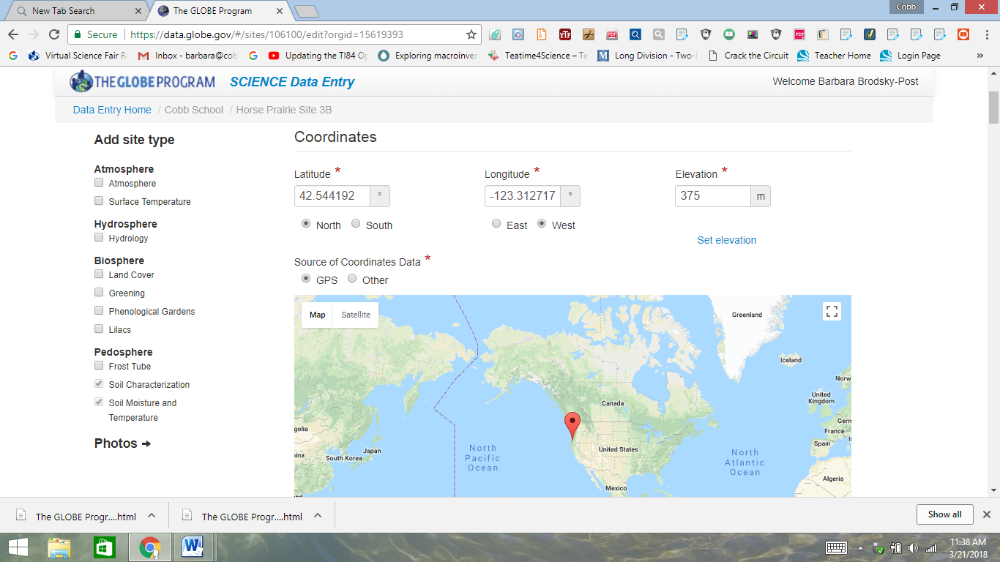 New Tab Search
The GLOBE Program
Cobb
Secure
https://data.globe.gov/#/sites/106100/edit?orgid=15619393
Virtual Science Fair R
Inbox - barbara@cob
Updating the TI84 Op
Exploring macroinver
Teatime4Science – Te
Long Division - Two-D
Crack the Circuit
Teacher Home
Login Page
THE GLOBE PROGRAM
SCIENCE Data Entry
Welcome Barbara Brodsky-Post
Data Entry Home / Cobb School / Horse Prairie Site 3B
Add site type
Atmosphere
Atmosphere
Surface Temperature
Hydrosphere
Hydrology
Biosphere
Land Cover
Greening
Phenological Gardens
Lilacs
Pedosphere
Frost Tube
Soil Characterization
Soil Moisture and
Temperature
Photos →
Coordinates
Latitude *
Longitude *
Elevation *
42.544192 °
-123.312717 °
375 m
North South
East West
Set elevation
Source of Coordinates Data *
GPS Other
Map Satellite
Greenland
Iceland
Norw
United
Kingdom
Canada
Germ
France
golia
Spain
United States
North
Pacific
Ocean
North
Atlantic
Ocean
Japan
South Korea
ina
Algeria
Mexico
nd
The GLOBE Progr....html
The GLOBE Progr....html
Show all
11:38 AM
3/21/2018